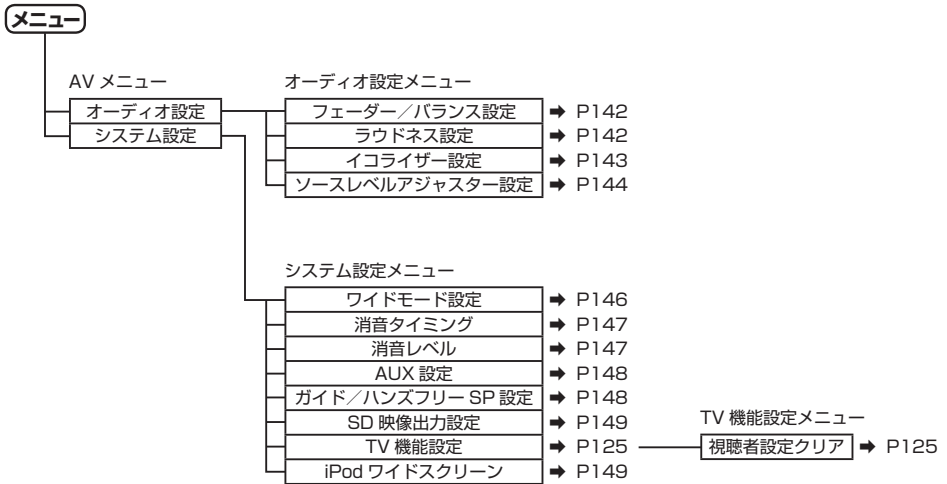 メニュー
AV メニュー
オーディオ設定
システム設定
オーディオ設定メニュー
フェーダー／バランス設定 ➡ P142
ラウドネス設定 ➡ P142
イコライザー設定 ➡ P143
ソースレベルアジャスター設定 ➡ P144
システム設定メニュー
ワイドモード設定 ➡ P146
消音タイミング ➡ P147
消音レベル ➡ P147
AUX 設定 ➡ P148
ガイド／ハンズフリー SP 設定 ➡ P148
SD 映像出力設定 ➡ P149
TV 機能設定 ➡ P125
iPod ワイドスクリーン ➡ P149
TV 機能設定メニュー
視聴者設定クリア ➡ P125